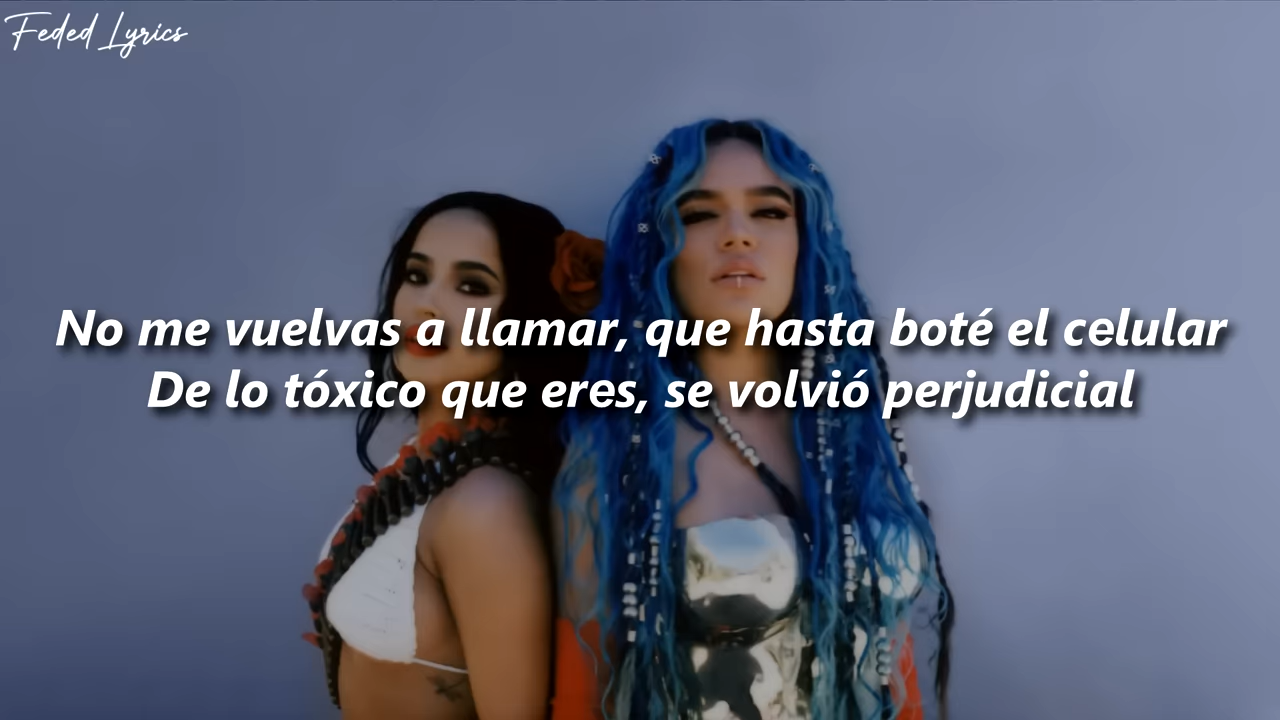 Feded Lyrics
No me vuelvas a llamar, que hasta boté el celular
De lo tóxico que eres, se volvió perjudicial